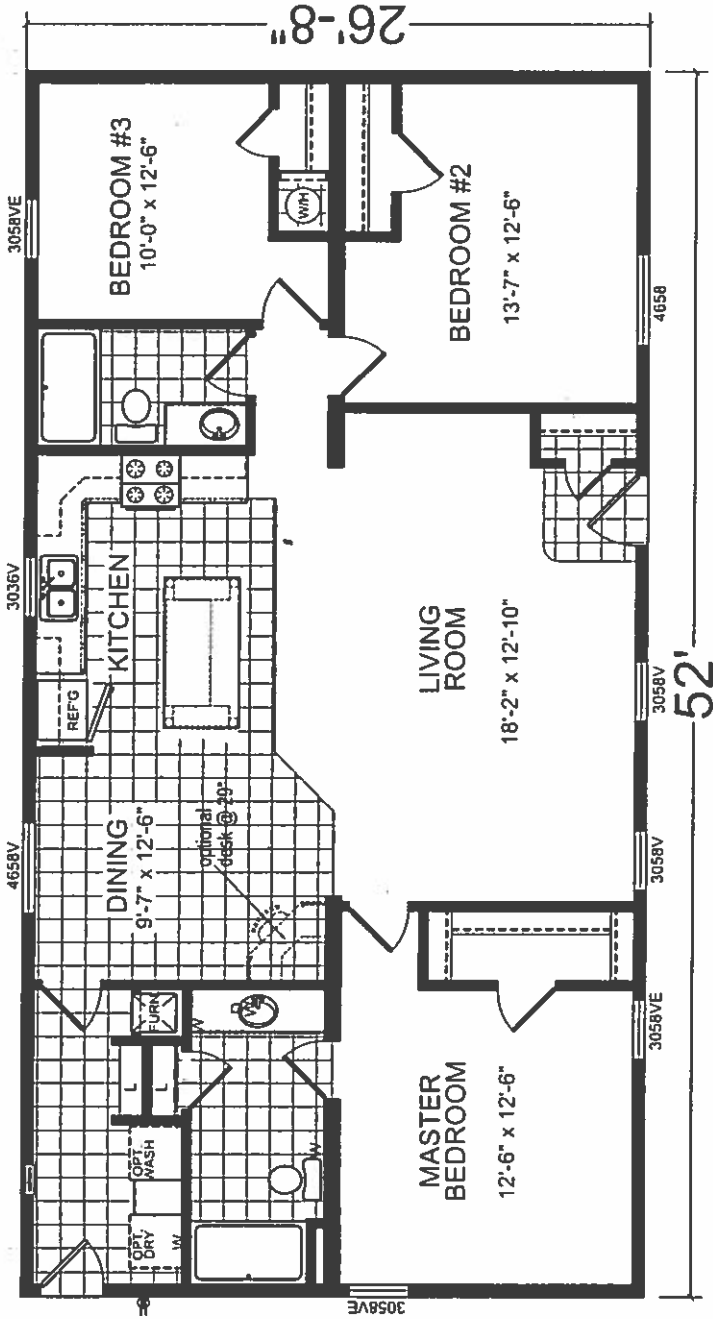 26'-8"
3058VE
3036V
4658V
BEDROOM #3
10'-0" x 12'-6"
W/H
BEDROOM #2
13'-7" x 12'-6"
4658
KITCHEN
REF'G
DINING
9'-7" x 12'-6"
optional
desk @ 29"
LIVING
ROOM
18'-2" x 12'-10"
3058V
3058V
FURN
W
L
L
OPT.
WASH
OPT.
DRY
W
W
W
MASTER
BEDROOM
12'-6" x 12'-6"
3058VE
3058VE
52'